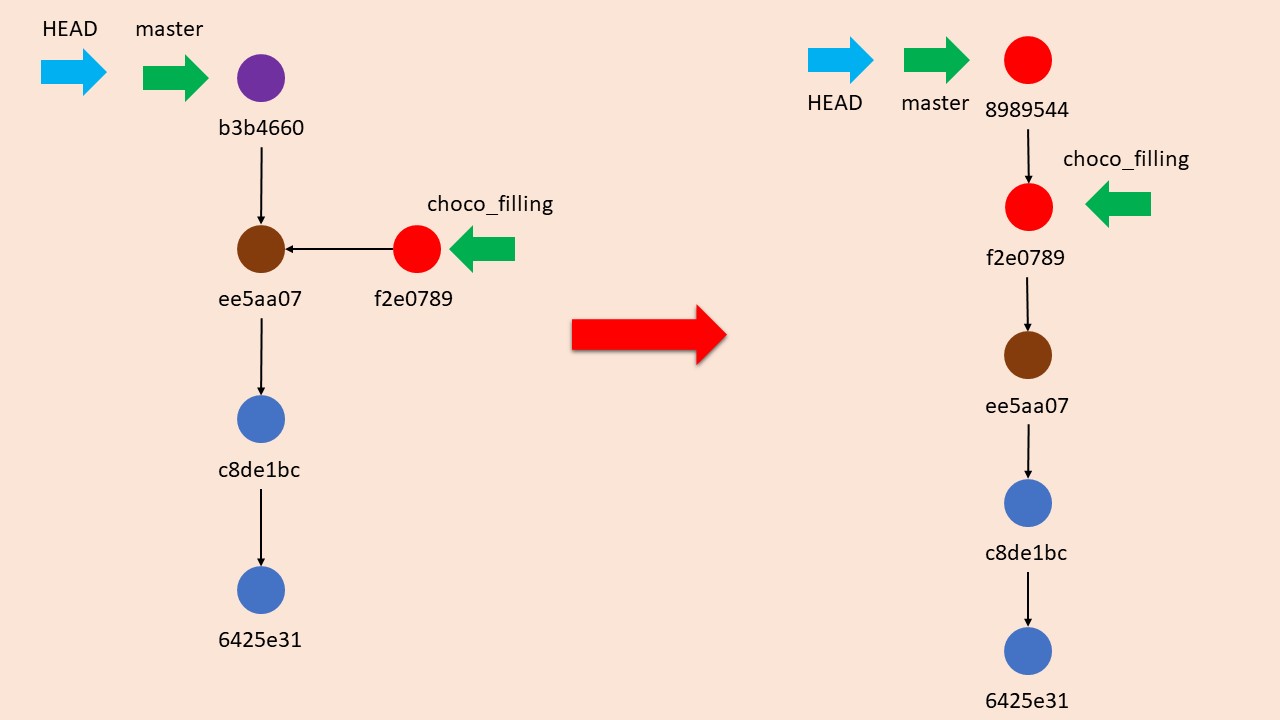 HEAD
master
b3b4660
choco_filling
ee5aa07
f2e0789
c8de1bc
6425e31
HEAD
master
8989544
choco_filling
f2e0789
ee5aa07
c8de1bc
6425e31